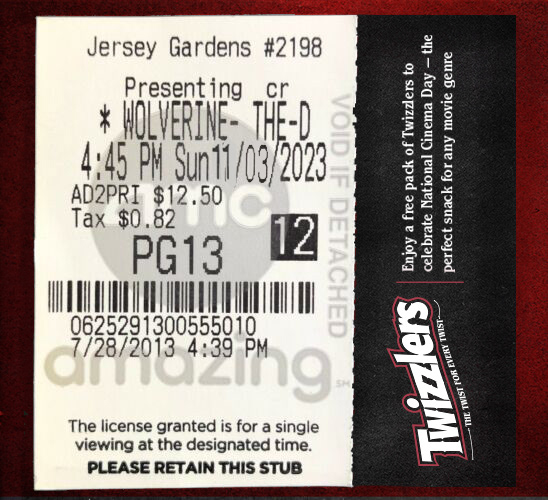 Jersey Gardens #2198
Presenting cr
* WOLVERINE- THE-D
4:45 PM Sun11/03/2023
AD2PRI $12.50
Tax $0.82
12
PG13
amc
VOID IF DETACHED
0625291300555010
7/28/2013 4:39 PM
amazing SM
The license granted is for a single
viewing at the designated time.
PLEASE RETAIN THIS STUB
Enjoy a free pack of Twizzlers to
celebrate National Cinema Day – the
perfect snack for any movie genre
Twizzlers
THE TWIST FOR EVERY TWIST